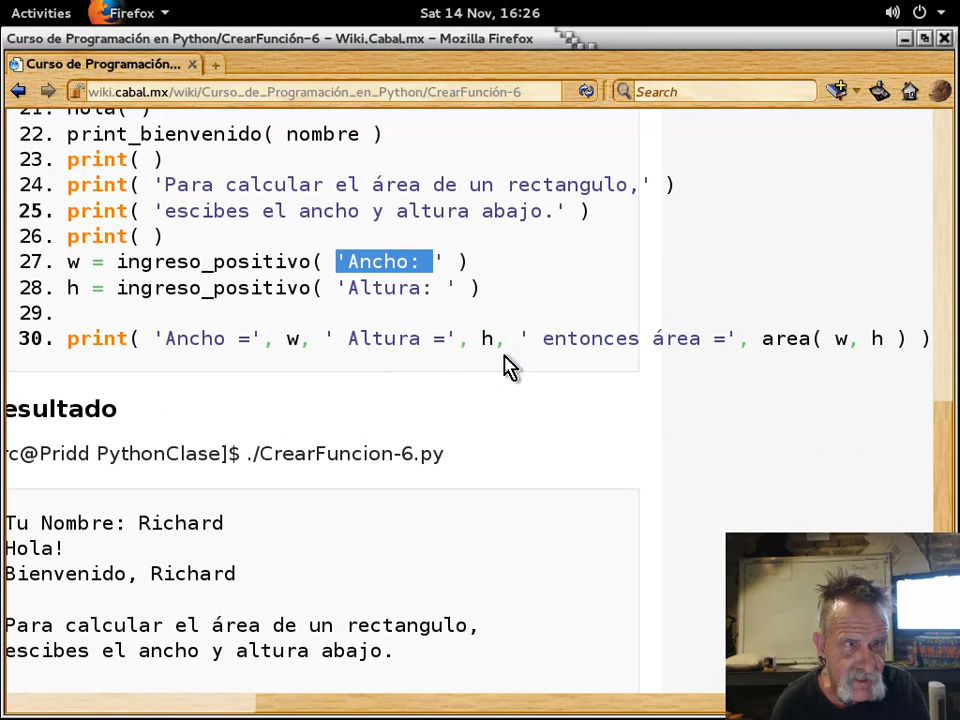 Activities Firefox Sat 14 Nov, 16:26
Curso de Programación en Python/CrearFunción-6 – Wiki.Cabal.mx – Mozilla Firefox
Curso de Programación...
wiki.cabal.mx/wiki/Curso_de_Programación_en_Python/CrearFunción-6 Search
21. hola( )
22. print_bienvenido( nombre )
23. print( )
24. print( 'Para calcular el área de un rectangulo,' )
25. print( 'escibes el ancho y altura abajo.' )
26. print( )
27. w = ingreso_positivo( 'Ancho: ' )
28. h = ingreso_positivo( 'Altura: ' )
29.
30. print( 'Ancho =', w, ' Altura =', h, ' entonces área =', area( w, h ) )
esultado
rc@Pridd PythonClase]$ ./CrearFuncion-6.py
Tu Nombre: Richard
Hola!
Bienvenido, Richard
Para calcular el área de un rectangulo,
escibes el ancho y altura abajo.